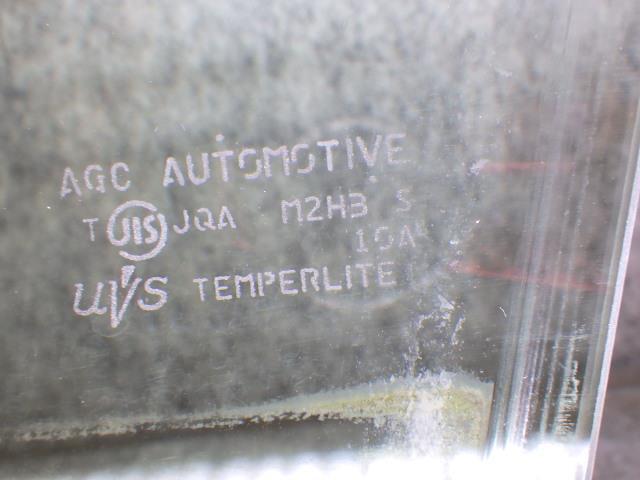 AGC AUTOMOTIVE
T JIS JQA M2H3 S
10A
UVS TEMPERLITE